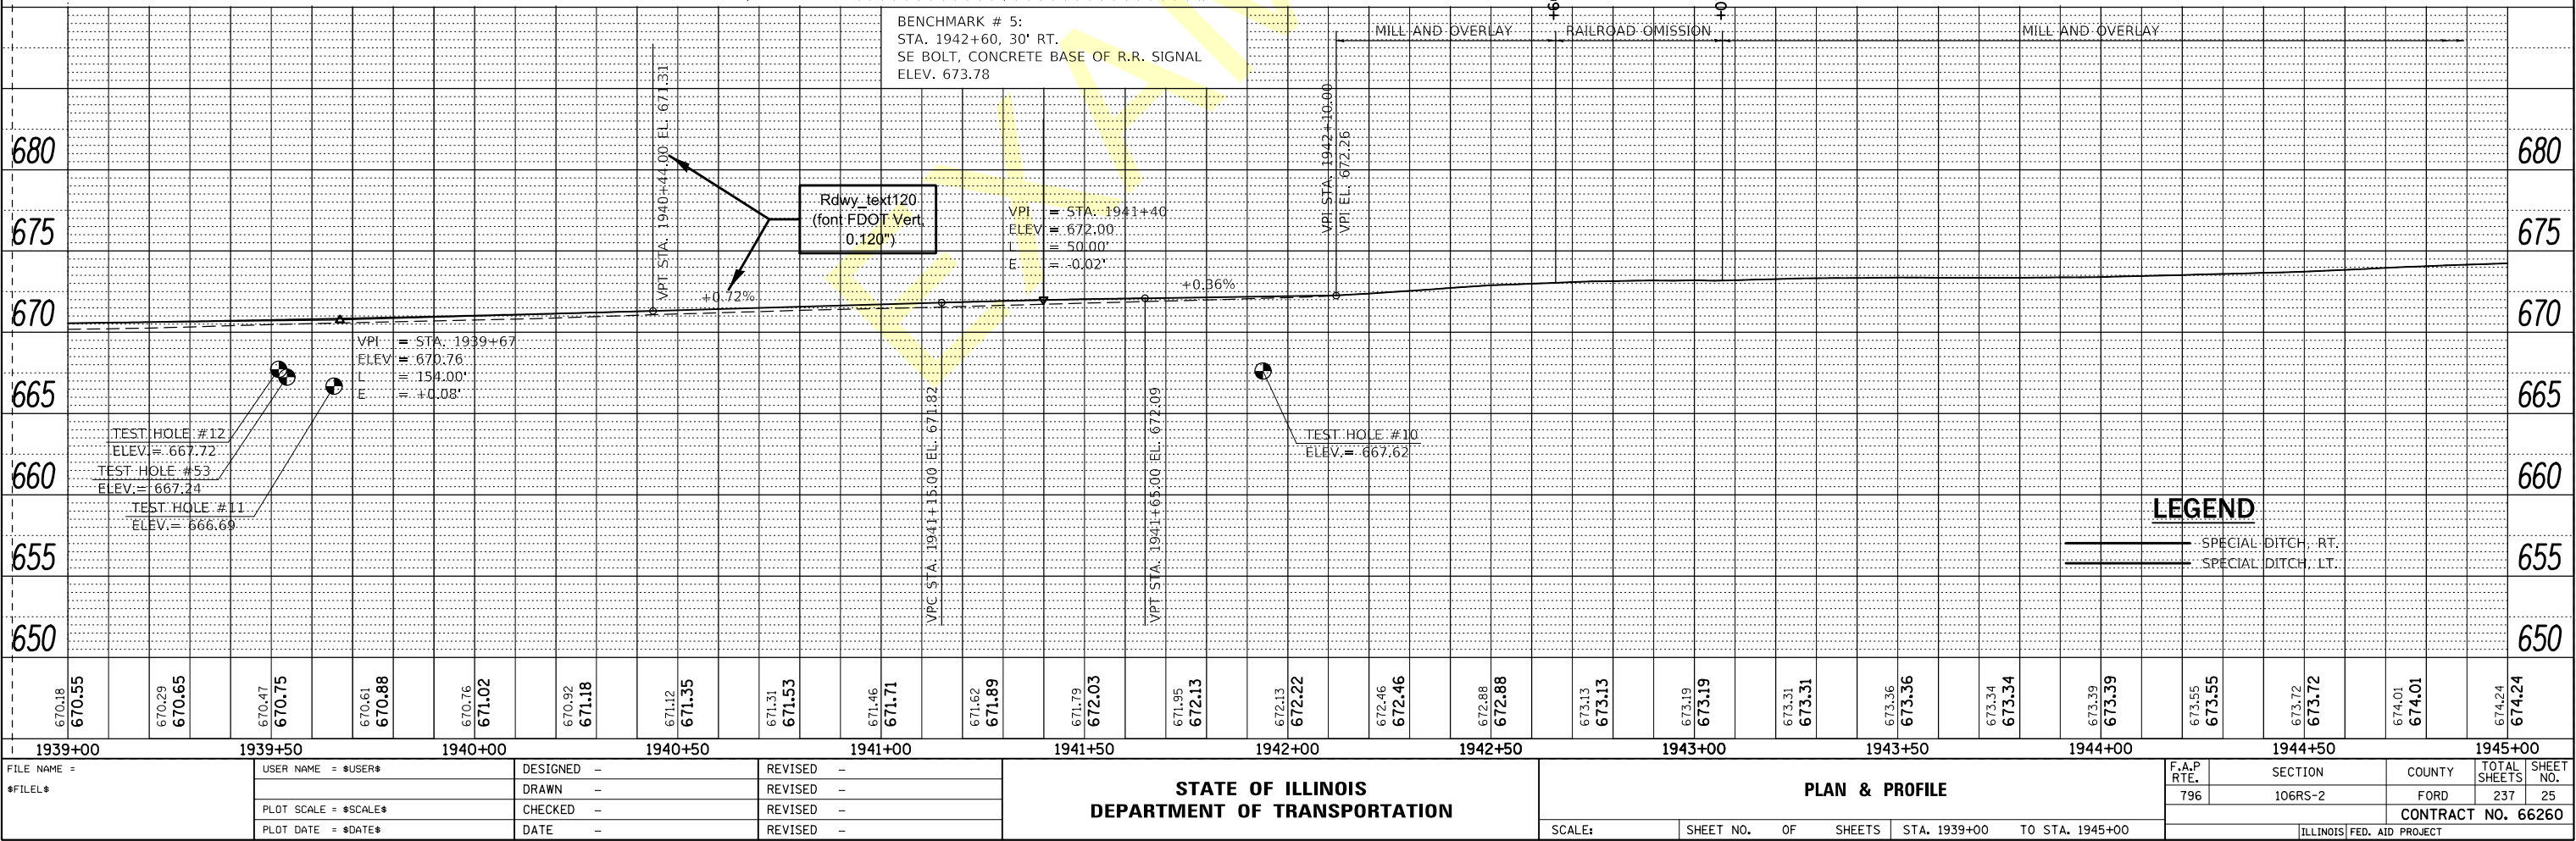 BENCHMARK # 5:
STA. 1942+60, 30' RT.
SE BOLT, CONCRETE BASE OF R.R. SIGNAL
ELEV. 673.78
MILL AND OVERLAY
RAILROAD OMISSION
MILL AND OVERLAY
VPT STA. 1940+44.00 EL. 671.31
VPI STA. 1942+10.00
VPI EL. 672.26
EXAM
680
680
Rdwy_text120
(font FDOT Vert,
0.120")
VPI = STA. 1941+40
ELEV = 672.00
L = 50.00'
E = -0.02'
675
675
+0.72%
+0.36%
670
670
VPI = STA. 1939+67
ELEV = 670.76
L = 154.00'
E = +0.08'
665
665
VPC STA. 1941+15.00 EL. 671.82
VPT STA. 1941+65.00 EL. 672.09
TEST HOLE #12
ELEV.= 667.72
TEST HOLE #53
ELEV.= 667.24
TEST HOLE #11
ELEV.= 666.69
TEST HOLE #10
ELEV.= 667.62
660
660
LEGEND
SPECIAL DITCH, RT.
SPECIAL DITCH, LT.
655
655
650
650
670.18 670.55
670.29 670.65
670.47 670.75
670.61 670.88
670.76 671.02
670.92 671.18
671.12 671.35
671.31 671.53
671.46 671.71
671.62 671.89
671.79 672.03
671.95 672.13
672.13 672.22
672.46 672.46
672.88 672.88
673.13 673.13
673.19 673.19
673.31 673.31
673.36 673.36
673.34 673.34
673.39 673.39
673.55 673.55
673.72 673.72
674.01 674.01
674.24 674.24
1939+00 1939+50 1940+00 1940+50 1941+00 1941+50 1942+00 1942+50 1943+00 1943+50 1944+00 1944+50 1945+00
FILE NAME =
$FILEL$
USER NAME = $USER$
PLOT SCALE = $SCALE$
PLOT DATE = $DATE$
DESIGNED -
DRAWN -
CHECKED -
DATE -
REVISED -
REVISED -
REVISED -
REVISED -
STATE OF ILLINOIS
DEPARTMENT OF TRANSPORTATION
PLAN & PROFILE
SCALE: SHEET NO. OF SHEETS STA. 1939+00 TO STA. 1945+00
F.A.P RTE. SECTION COUNTY TOTAL SHEETS SHEET NO.
796 106RS-2 FORD 237 25
CONTRACT NO. 66260
ILLINOIS FED. AID PROJECT